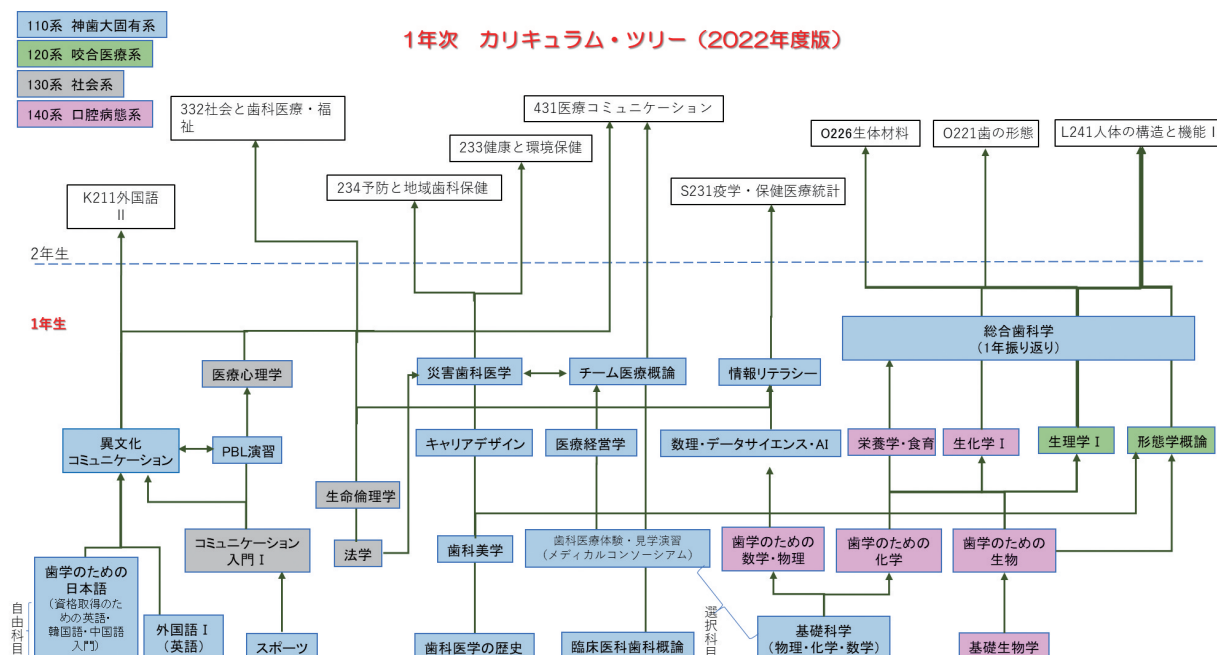 110系 神歯大固有系
120系 咬合医療系
130系 社会系
140系 口腔病態系
1年次 カリキュラム・ツリー（2022年度版）
332社会と歯科医療・福
祉
431医療コミュニケーション
233健康と環境保健
234予防と地域歯科保健
K211外国語
II
S231疫学・保健医療統計
O226生体材料
O221歯の形態
L241人体の構造と機能 I
2年生
1年生
総合歯科学
(1年振り返り)
医療心理学
災害歯科医学
チーム医療概論
情報リテラシー
異文化
コミュニケーション
PBL演習
キャリアデザイン
医療経営学
数理・データサイエンス・AI
栄養学・食育
生化学 I
生理学 I
形態学概論
生命倫理学
コミュニケーション
入門 I
法学
歯科美学
歯科医療体験・見学演習
(メディカルコンソーシアム)
歯学のための
数学・物理
歯学のための
化学
歯学のための
生物
自由科目
歯学のための
日本語
(資格取得のた
めの英語・
韓国語・中国語
入門)
外国語 I
(英語)
スポーツ
歯科医学の歴史
臨床医科歯科概論
選択科目
基礎科学
(物理・化学・数学)
基礎生物学